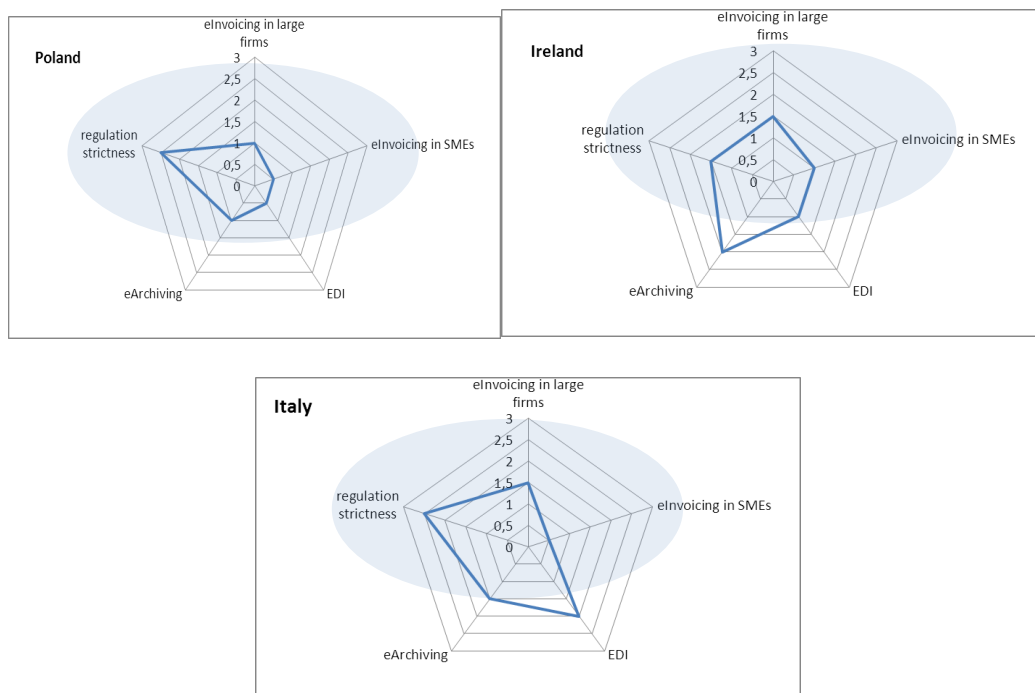 Poland
eInvoicing in large
firms
3
2,5
2
1,5
1
0,5
0
regulation
strictness
eInvoicing in SMEs
eArchiving
EDI
Ireland
eInvoicing in large
firms
3
2,5
2
1,5
1
0,5
0
regulation
strictness
eInvoicing in SMEs
eArchiving
EDI
Italy
eInvoicing in large
firms
3
2,5
2
1,5
1
0,5
0
regulation
strictness
eInvoicing in SMEs
eArchiving
EDI